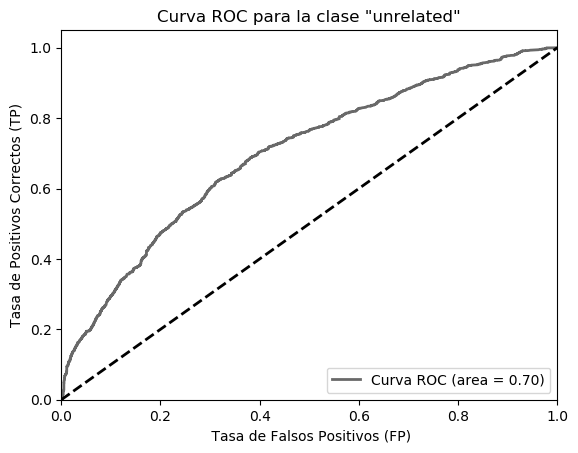 Curva ROC para la clase "unrelated"
Tasa de Positivos Correctos (TP)
1.0
0.8
0.6
0.4
0.2
0.0
0.0 0.2 0.4 0.6 0.8 1.0
Curva ROC (area = 0.70)
Tasa de Falsos Positivos (FP)